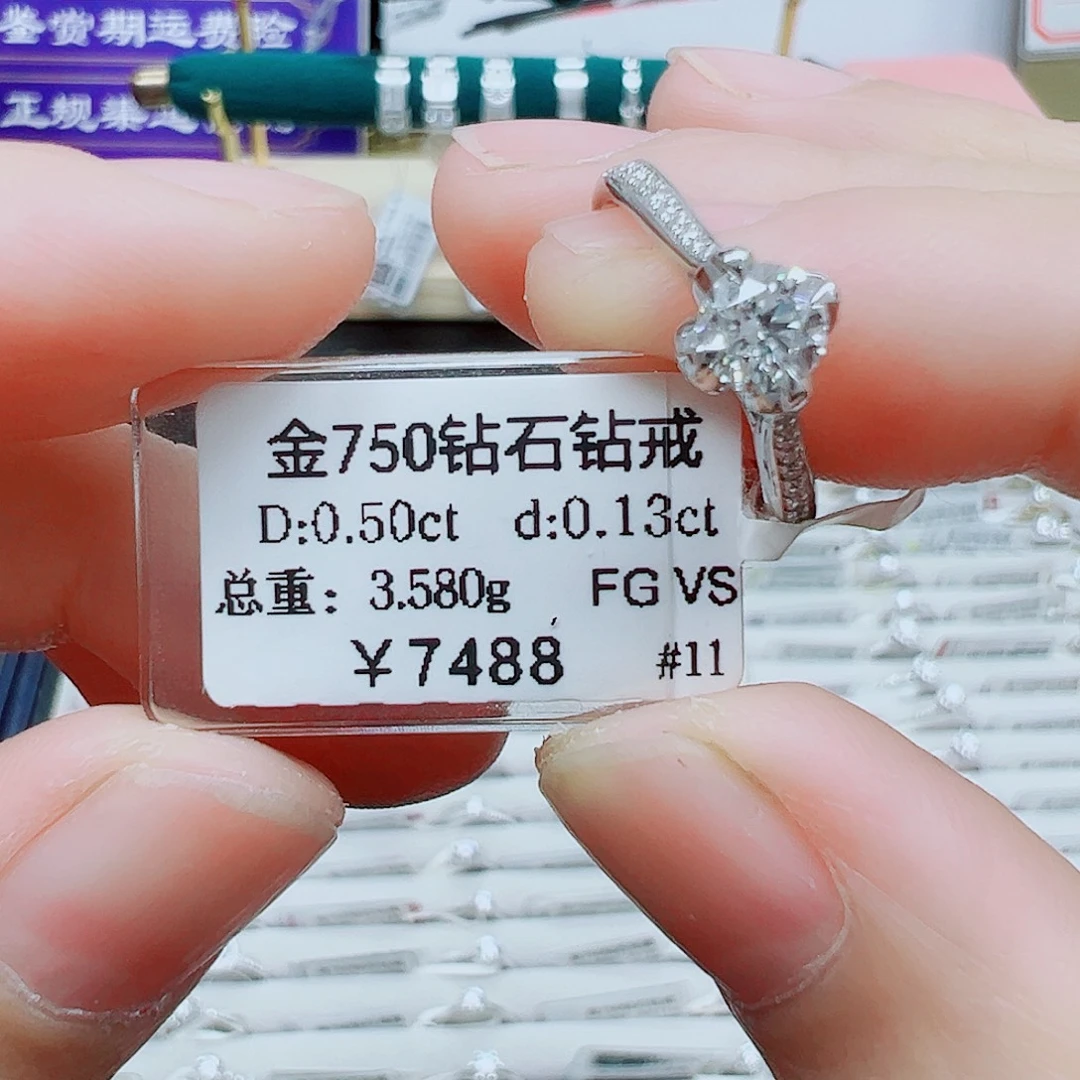 鉴赏期运费险
正规渠道
金750钻石钻戒
D:0.50ct d:0.13ct
总重: 3.580g FG VS
￥7488 #11